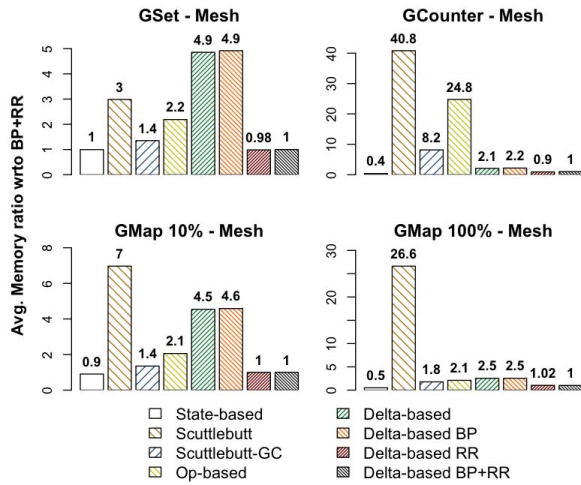 GSet - Mesh
GCounter - Mesh
Avg. Memory ratio wrto BP+RR
0 1 2 3 4 5
1 3 1.4 2.2 4.9 4.9 0.98 1
0 10 20 30 40
0.4 40.8 8.2 24.8 2.1 2.2 0.9 1
GMap 10% - Mesh
GMap 100% - Mesh
0 2 4 6 8
0.9 7 1.4 2.1 4.5 4.6 1 1
0 5 10 20 30
0.5 26.6 1.8 2.1 2.5 2.5 1.02 1
State-based
Scuttlebutt
Scuttlebutt-GC
Op-based
Delta-based
Delta-based BP
Delta-based RR
Delta-based BP+RR